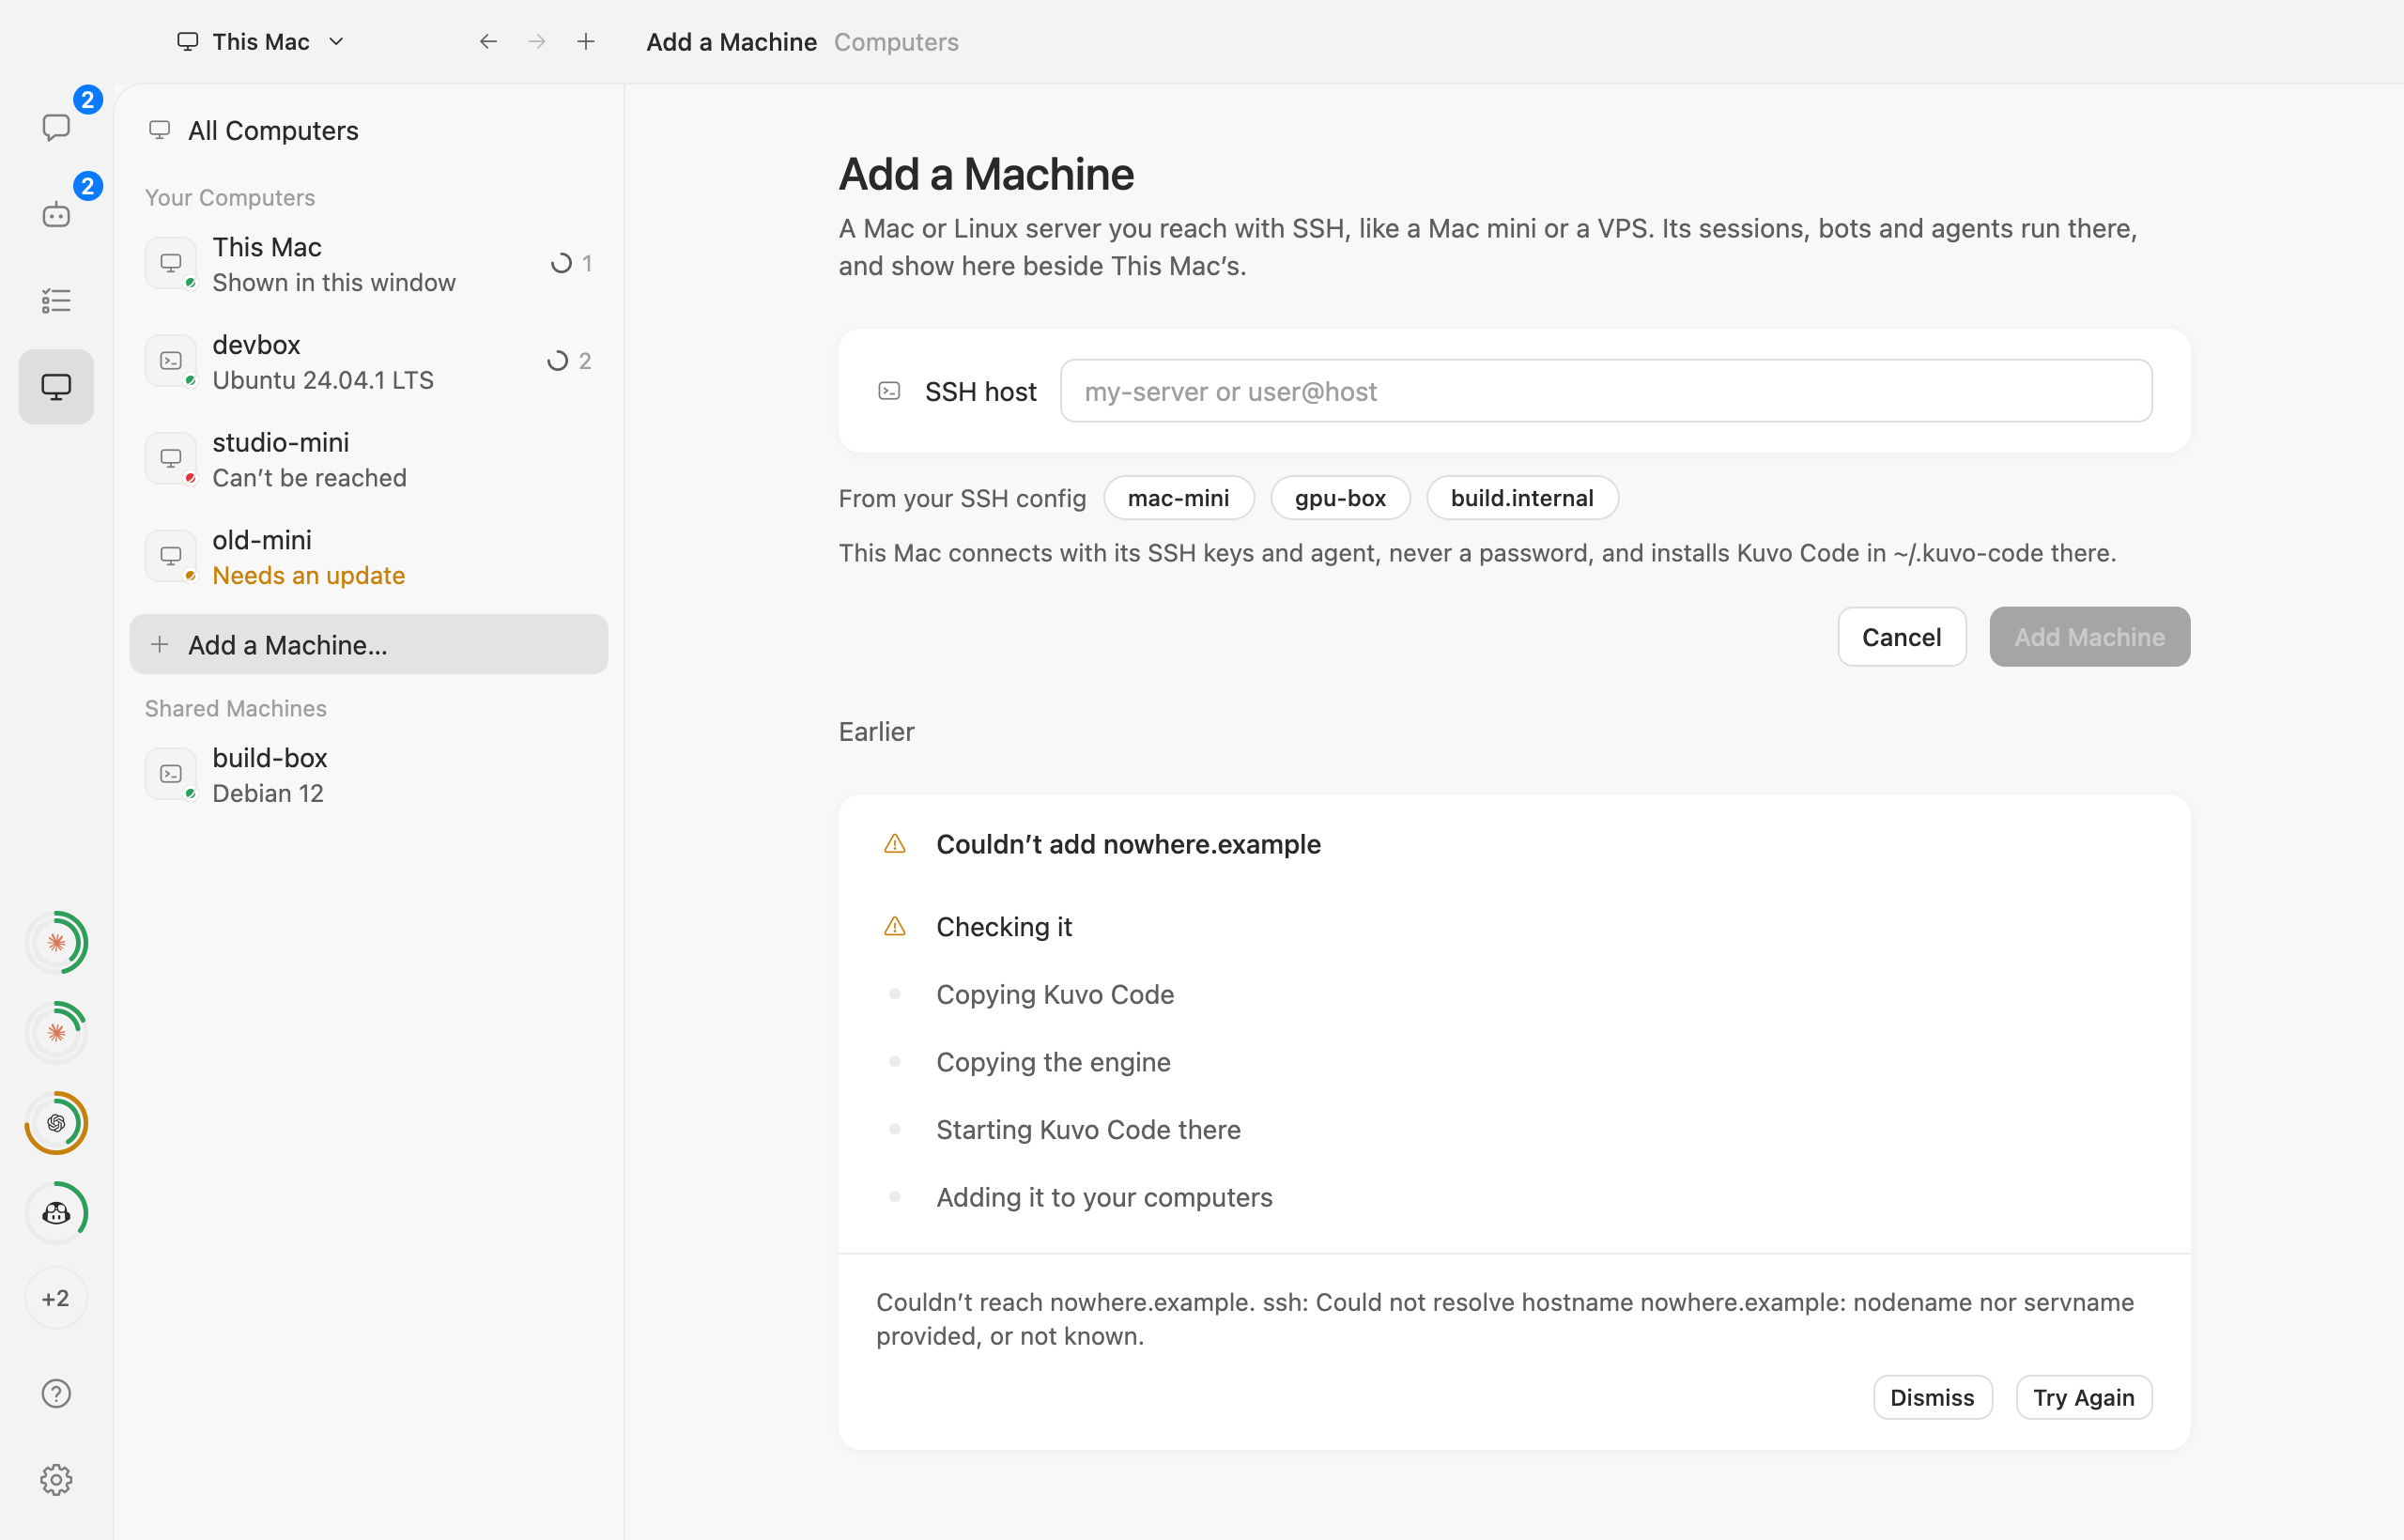 This Mac
Add a Machine Computers
2
2
All Computers
Your Computers
This Mac
Shown in this window
1
devbox
Ubuntu 24.04.1 LTS
2
studio-mini
Can’t be reached
old-mini
Needs an update
Add a Machine...
Shared Machines
build-box
Debian 12
+2
Add a Machine
A Mac or Linux server you reach with SSH, like a Mac mini or a VPS. Its sessions, bots and agents run there,
and show here beside This Mac’s.
SSH host my-server or user@host
From your SSH config mac-mini gpu-box build.internal
This Mac connects with its SSH keys and agent, never a password, and installs Kuvo Code in ~/.kuvo-code there.
Cancel Add Machine
Earlier
Couldn’t add nowhere.example
Checking it
Copying Kuvo Code
Copying the engine
Starting Kuvo Code there
Adding it to your computers
Couldn’t reach nowhere.example. ssh: Could not resolve hostname nowhere.example: nodename nor servname
provided, or not known.
Dismiss Try Again